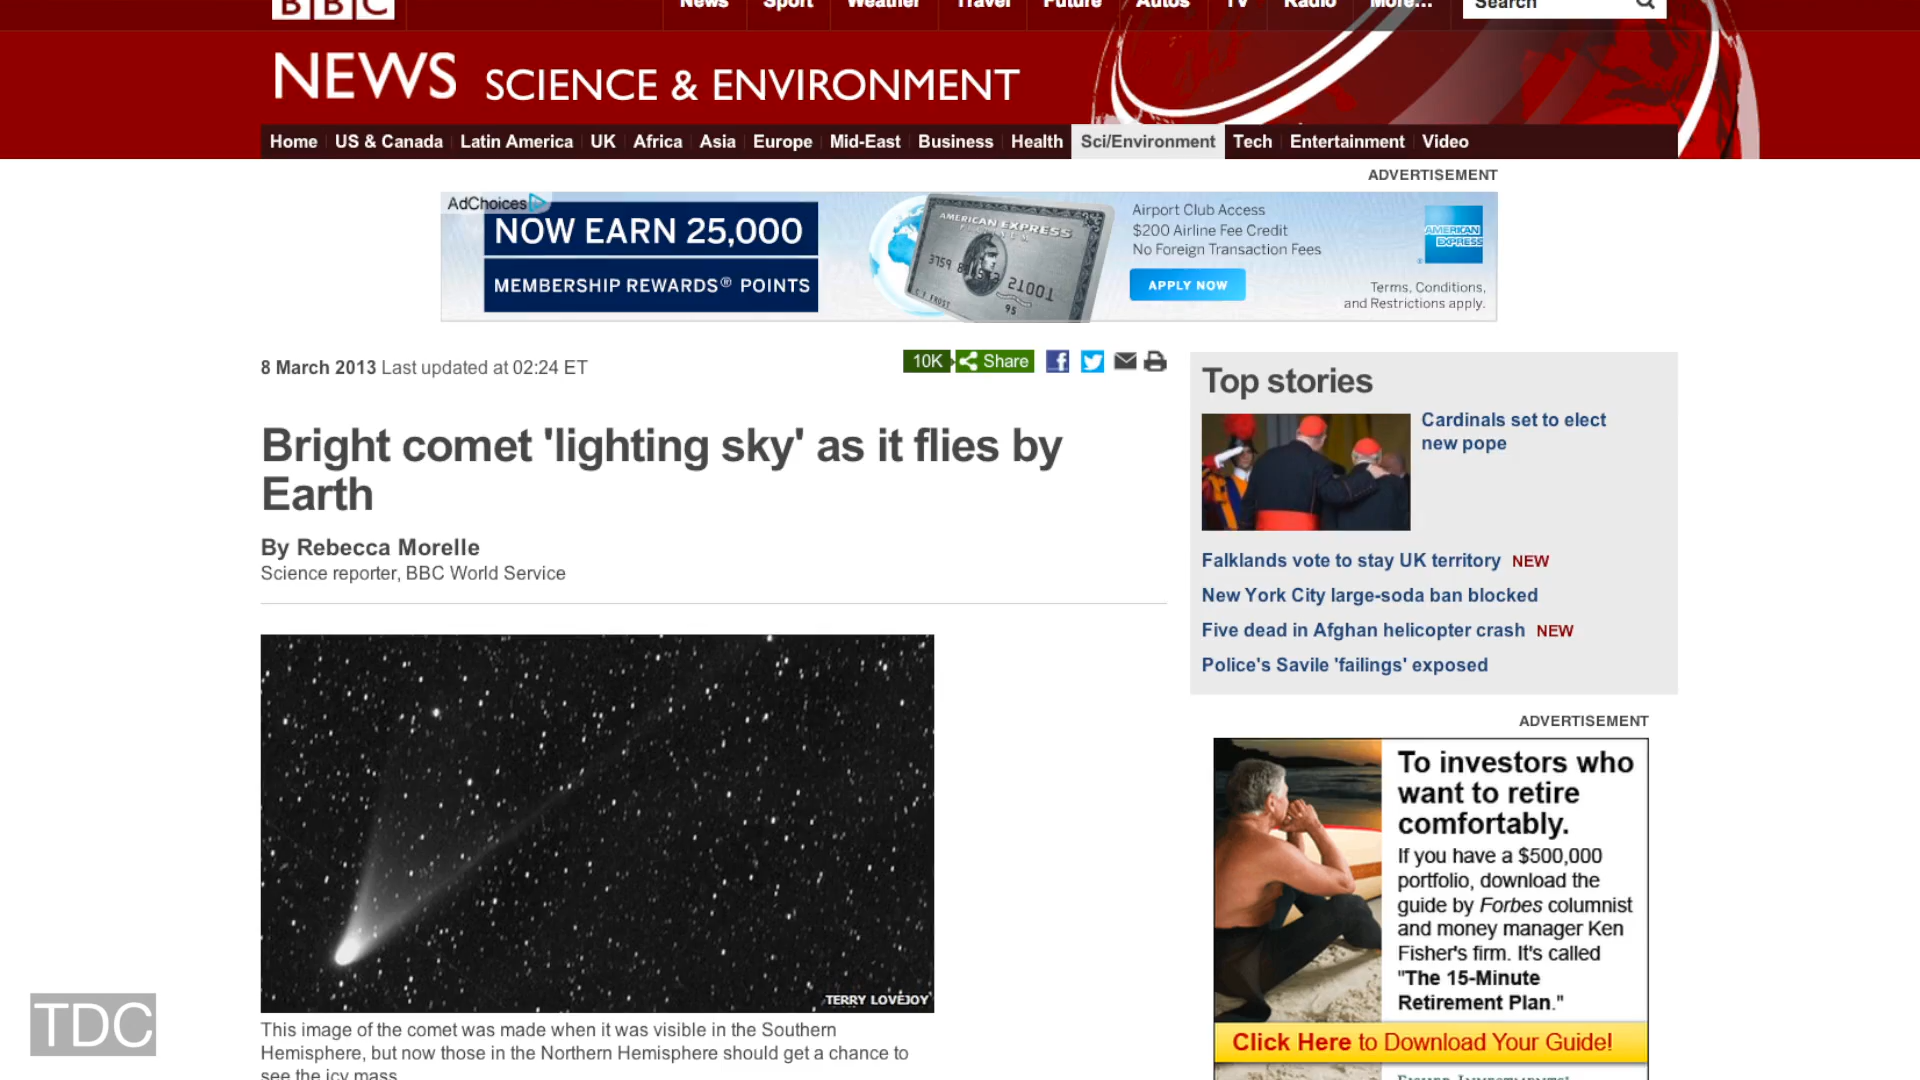 BBC
News Sport Weather Travel Future Autos TV Radio More... Search
NEWS SCIENCE & ENVIRONMENT
Home US & Canada Latin America UK Africa Asia Europe Mid-East Business Health Sci/Environment Tech Entertainment Video
ADVERTISEMENT
AdChoices
NOW EARN 25,000
MEMBERSHIP REWARDS® POINTS
AMERICAN EXPRESS
3759
21001
95
C F FROST
Airport Club Access
$200 Airline Fee Credit
No Foreign Transaction Fees
APPLY NOW
AMERICAN
EXPRESS
®
Terms, Conditions,
and Restrictions apply.
8 March 2013 Last updated at 02:24 ET
10K Share
Bright comet 'lighting sky' as it flies by
Earth
By Rebecca Morelle
Science reporter, BBC World Service
TERRY LOVEJOY
This image of the comet was made when it was visible in the Southern
Hemisphere, but now those in the Northern Hemisphere should get a chance to
see the icy mass
Top stories
Cardinals set to elect
new pope
Falklands vote to stay UK territory NEW
New York City large-soda ban blocked
Five dead in Afghan helicopter crash NEW
Police's Savile 'failings' exposed
ADVERTISEMENT
To investors who
want to retire
comfortably.
If you have a $500,000
portfolio, download the
guide by Forbes columnist
and money manager Ken
Fisher's firm. It's called
"The 15-Minute
Retirement Plan."
Click Here to Download Your Guide!
TDC